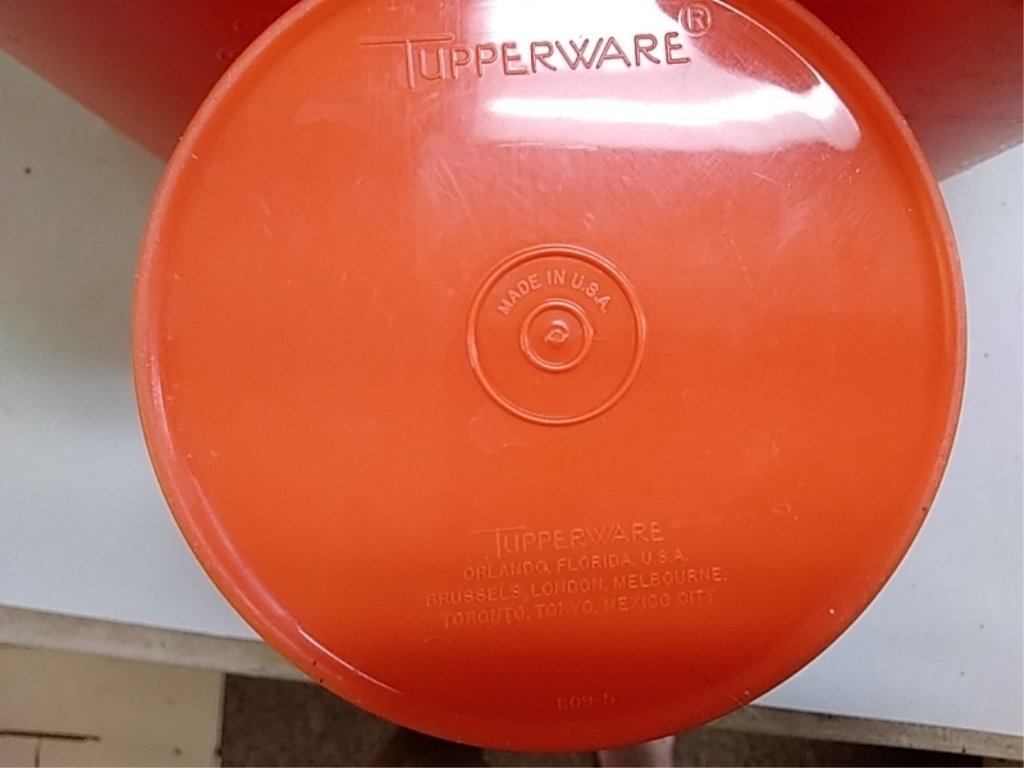 TUPPERWARE®
MADE IN U.S.A.
TUPPERWARE
ORLANDO, FLORIDA, U.S.A.
BRUSSELS, LONDON, MELBOURNE,
TORONTO, TOKYO, MEXICO CITY
809-5